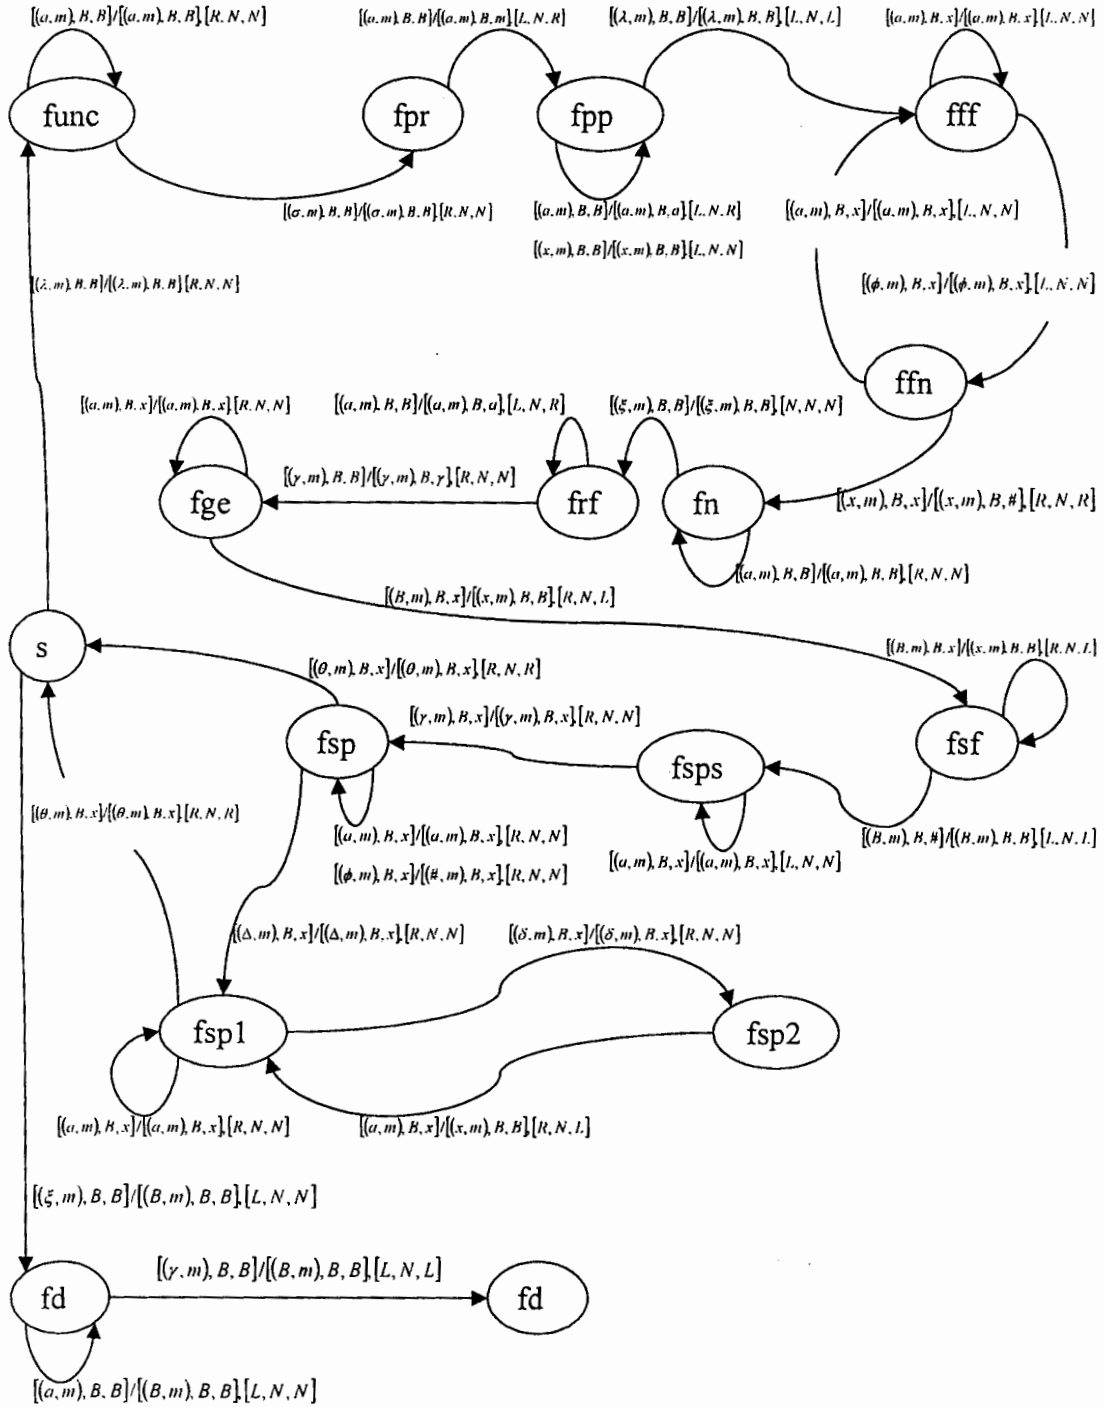 [(a,m),B,B]/[(a,m),B,B],[R,N,N]
[(a,m),B,B]/[(a,m),B,m],[L,N,R]
[(λ,m),B,B]/[(λ,m),B,B],[L,N,L]
[(a,m),B,x]/[(a,m),B,x],[L,N,N]
func
fpr
fpp
fff
[(σ,m),B,B]/[(σ,m),B,B],[R,N,N]
[(a,m),B,B]/[(a,m),B,a],[L,N,R]
[(a,m),B,x]/[(a,m),B,x],[L,N,N]
[(x,m),B,B]/[(x,m),B,B],[L,N,N]
[(λ,m),B,B]/[(λ,m),B,B],[R,N,N]
[(ϕ,m),B,x]/[(ϕ,m),B,x],[L,N,N]
ffn
[(a,m),B,x]/[(a,m),B,x],[R,N,N]
[(a,m),B,B]/[(a,m),B,a],[L,N,R]
[(ξ,m),B,B]/[(ξ,m),B,B],[N,N,N]
[(γ,m),B,B]/[(γ,m),B,γ],[R,N,N]
fge
frf
fn
[(x,m),B,x]/[(x,m),B,#],[R,N,R]
[(a,m),B,B]/[(a,m),B,B],[R,N,N]
[(B,m),B,x]/[(x,m),B,B],[R,N,L]
s
[(B,m),B,x]/[(x,m),B,B],[R,N,L]
[(θ,m),B,x]/[(θ,m),B,x],[R,N,R]
[(γ,m),B,x]/[(γ,m),B,x],[R,N,N]
fsp
fsps
fsf
[(θ,m),B,x]/[(θ,m),B,x],[R,N,R]
[(a,m),B,x]/[(a,m),B,x],[R,N,N]
[(B,m),B,#]/[(B,m),B,B],[L,N,L]
[(ϕ,m),B,x]/[(#,m),B,x],[R,N,N]
[(a,m),B,x]/[(a,m),B,x],[L,N,N]
[(Δ,m),B,x]/[(Δ,m),B,x],[R,N,N]
[(δ,m),B,x]/[(δ,m),B,x],[R,N,N]
fsp1
fsp2
[(a,m),B,x]/[(a,m),B,x],[R,N,N]
[(a,m),B,x]/[(x,m),B,B],[R,N,L]
[(ξ,m),B,B]/[(B,m),B,B],[L,N,N]
[(γ,m),B,B]/[(B,m),B,B],[L,N,L]
fd
fd
[(a,m),B,B]/[(B,m),B,B],[L,N,N]